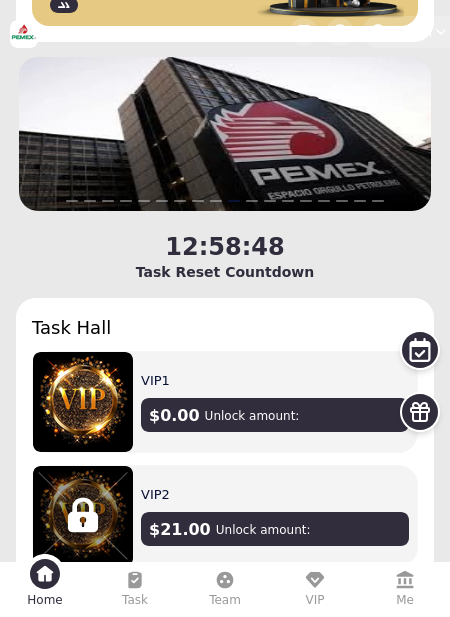 PEMEX
PEMEX
ESPACIO ORGULLO PETROLERO
12:58:48
Task Reset Countdown
Task Hall
VIP
VIP1
$0.00 Unlock amount:
VIP
VIP2
$21.00 Unlock amount:
Home
Task
Team
VIP
Me